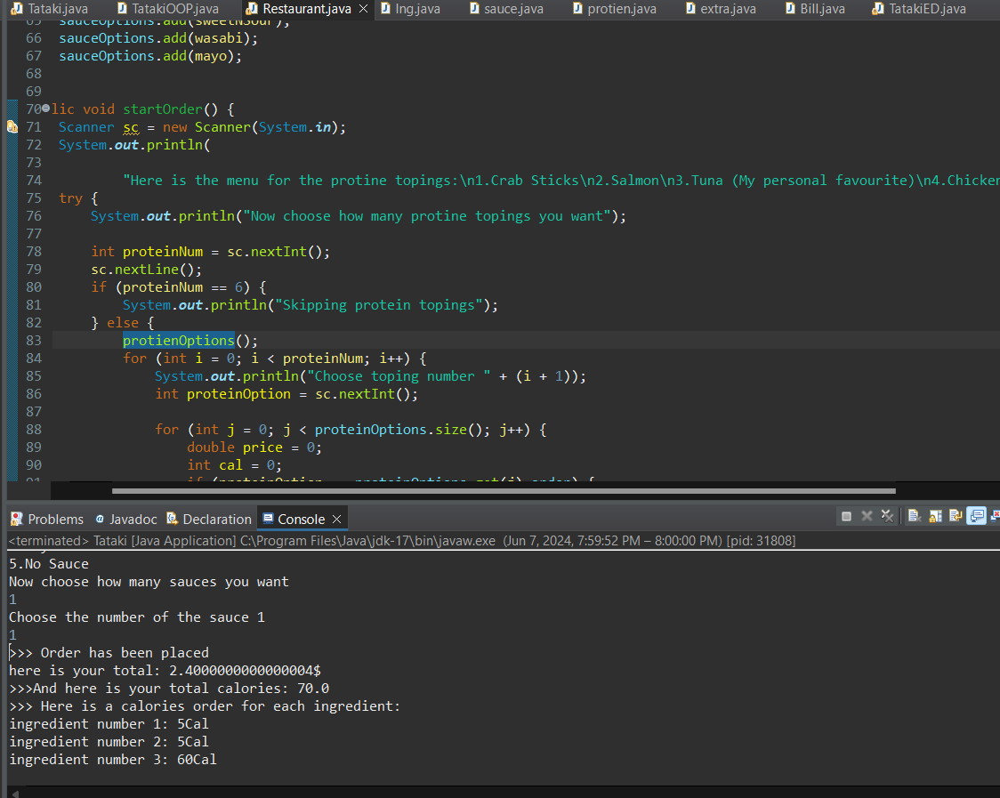 Tataki.java TatakiOOP.java Restaurant.java Ing.java sauce.java protien.java extra.java Bill.java TatakiED.java
65 sauceOptions.add(sweetNSour);
66 sauceOptions.add(wasabi);
67 sauceOptions.add(mayo);
68
69
70 lic void startOrder() {
71 Scanner sc = new Scanner(System.in);
72 System.out.println(
73
74 "Here is the menu for the protine topings:\n1.Crab Sticks\n2.Salmon\n3.Tuna (My personal favourite)\n4.Chicken
75 try {
76 System.out.println("Now choose how many protine topings you want");
77
78 int proteinNum = sc.nextInt();
79 sc.nextLine();
80 if (proteinNum == 6) {
81 System.out.println("Skipping protein topings");
82 } else {
83 protienOptions();
84 for (int i = 0; i < proteinNum; i++) {
85 System.out.println("Choose toping number " + (i + 1));
86 int proteinOption = sc.nextInt();
87
88 for (int j = 0; j < proteinOptions.size(); j++) {
89 double price = 0;
90 int cal = 0;
91
Problems Javadoc Declaration Console
<terminated> Tataki [Java Application] C:\Program Files\Java\jdk-17\bin\javaw.exe (Jun 7, 2024, 7:59:52 PM – 8:00:00 PM) [pid: 31808]
5.No Sauce
Now choose how many sauces you want
1
Choose the number of the sauce 1
1
>>> Order has been placed
here is your total: 2.4000000000000004$
>>>And here is your total calories: 70.0
>>> Here is a calories order for each ingredient:
ingredient number 1: 5Cal
ingredient number 2: 5Cal
ingredient number 3: 60Cal